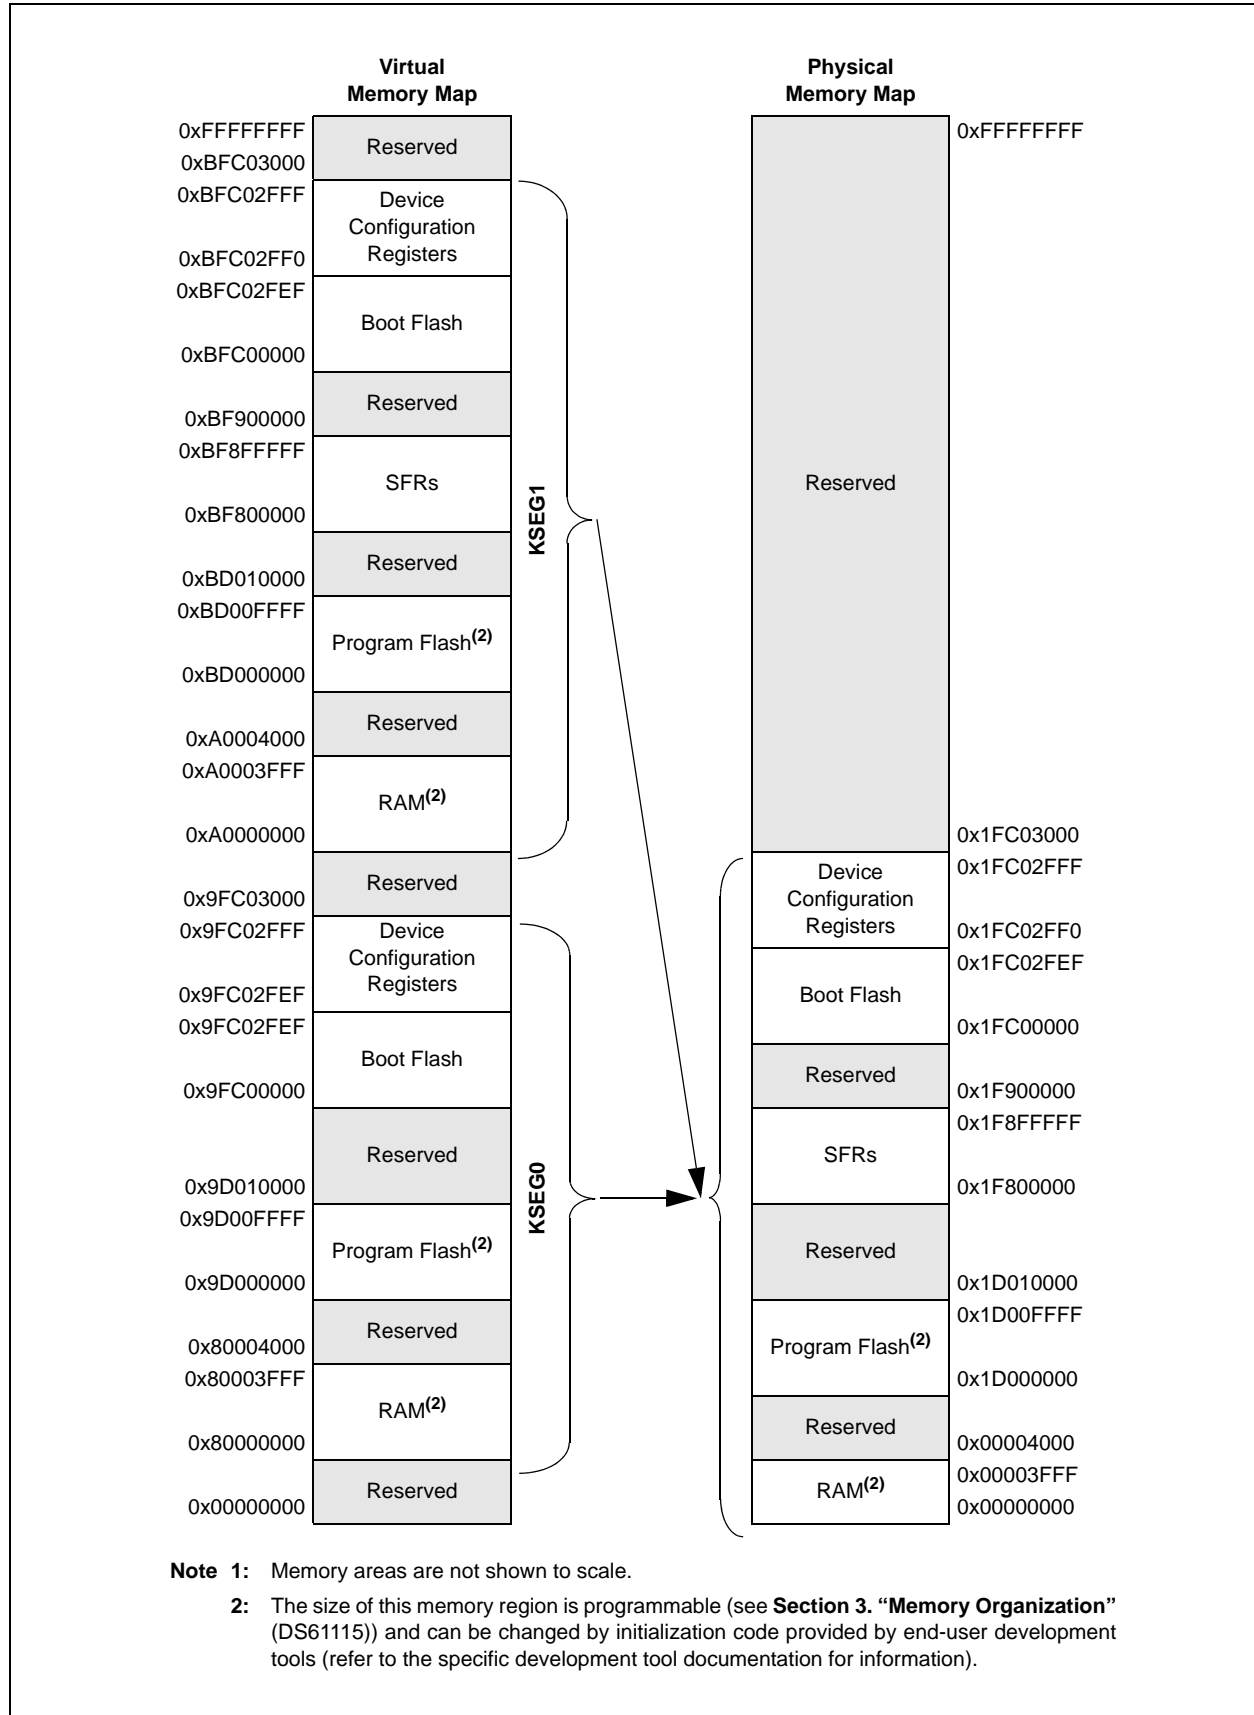 Virtual
Memory Map
0xFFFFFFFF
Reserved
0xBFC03000
0xBFC02FFF
Device
Configuration
Registers
0xBFC02FF0
0xBFC02FEF
Boot Flash
0xBFC00000
Reserved
0xBF900000
0xBF8FFFFF
SFRs
0xBF800000
Reserved
0xBD010000
0xBD00FFFF
Program Flash(2)
0xBD000000
Reserved
0xA0004000
0xA0003FFF
RAM(2)
0xA0000000
KSEG1
Reserved
0x9FC03000
0x9FC02FFF
Device
Configuration
Registers
0x9FC02FEF
0x9FC02FEF
Boot Flash
0x9FC00000
Reserved
0x9D010000
0x9D00FFFF
Program Flash(2)
0x9D000000
Reserved
0x80004000
0x80003FFF
RAM(2)
0x80000000
KSEG0
Reserved
0x00000000
Physical
Memory Map
0xFFFFFFFF
Reserved
0x1FC03000
0x1FC02FFF
Device
Configuration
Registers
0x1FC02FF0
0x1FC02FEF
Boot Flash
0x1FC00000
Reserved
0x1F900000
0x1F8FFFFF
SFRs
0x1F800000
Reserved
0x1D010000
0x1D00FFFF
Program Flash(2)
0x1D000000
Reserved
0x00004000
0x00003FFF
RAM(2)
0x00000000
Note 1: Memory areas are not shown to scale.
2: The size of this memory region is programmable (see Section 3. “Memory Organization”
(DS61115)) and can be changed by initialization code provided by end-user development
tools (refer to the specific development tool documentation for information).